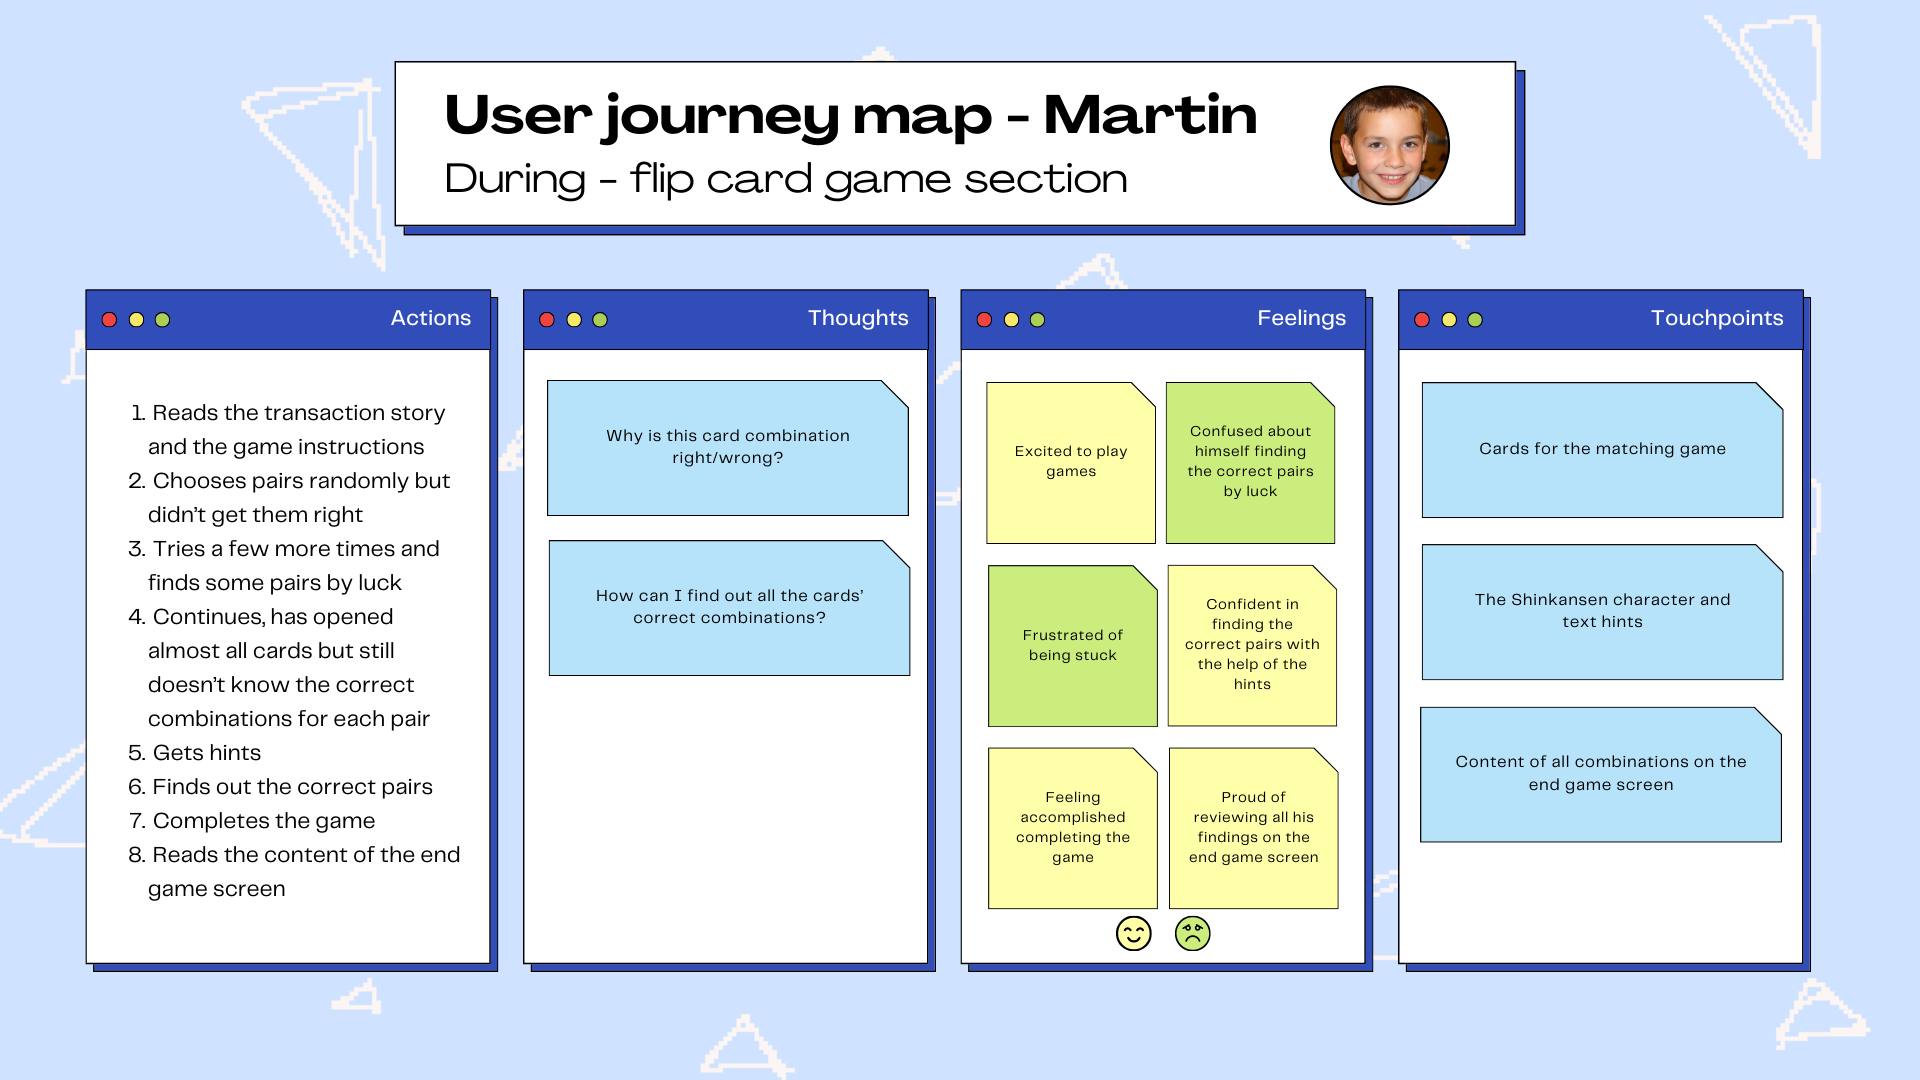 User journey map - Martin
During - flip card game section
Actions
1. Reads the transaction story
and the game instructions
2. Chooses pairs randomly but
didn't get them right
3. Tries a few more times and
finds some pairs by luck
4. Continues, has opened
almost all cards but still
doesn't know the correct
combinations for each pair
5. Gets hints
6. Finds out the correct pairs
7. Completes the game
8. Reads the content of the end
game screen
Thoughts
Why is this card combination
right/wrong?
How can I find out all the cards'
correct combinations?
Feelings
Excited to play
games
Confused about
himself finding
the correct pairs
by luck
Frustrated of
being stuck
Confident in
finding the
correct pairs with
the help of the
hints
Feeling
accomplished
completing the
game
Proud of
reviewing all his
findings on the
end game screen
Touchpoints
Cards for the matching game
The Shinkansen character and
text hints
Content of all combinations on the
end game screen